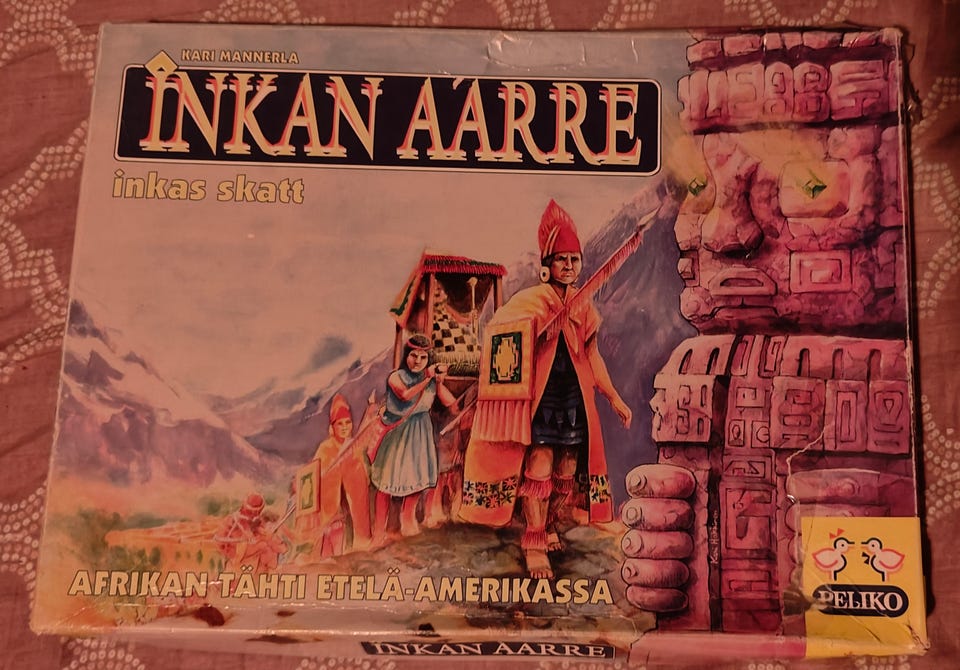 KARI MANNERLA
INKAN AARRE
inkas skatt
AFRIKAN TÄHTI ETELÄ-AMERIKASSA
PELIKO
INKAN AARRE